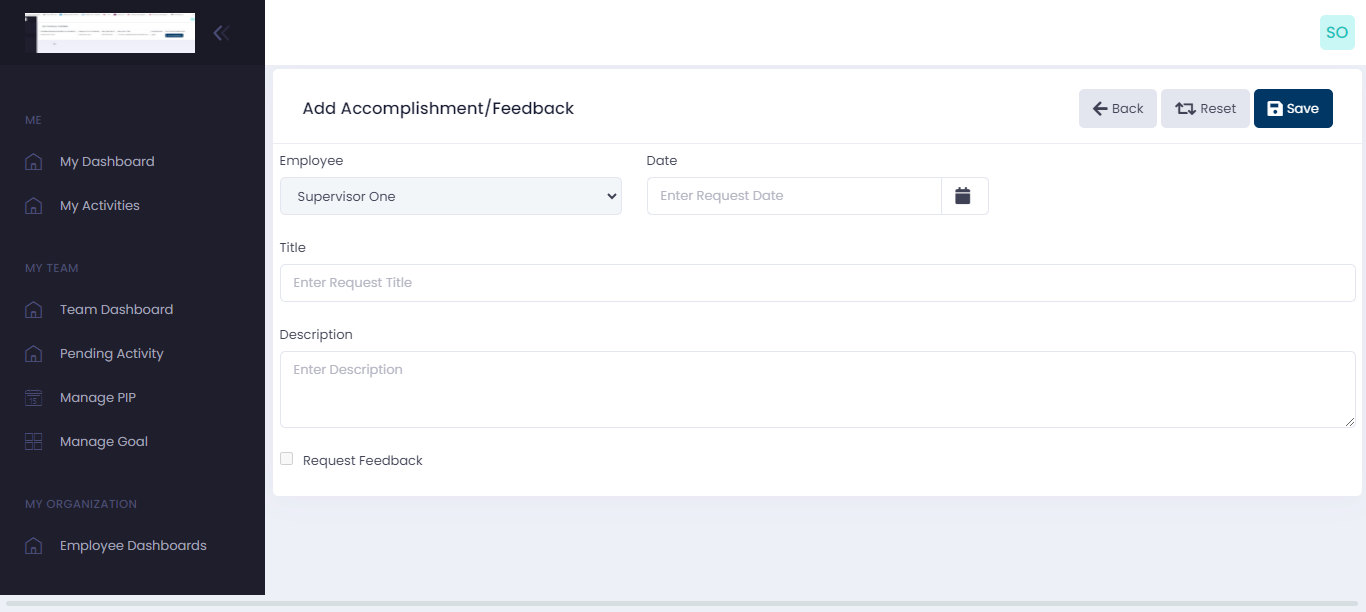 SO
ME
My Dashboard
My Activities
MY TEAM
Team Dashboard
Pending Activity
Manage PIP
Manage Goal
MY ORGANIZATION
Employee Dashboards
Add Accomplishment/Feedback
Back
Reset
Save
Employee
Date
Supervisor One
Enter Request Date
Title
Enter Request Title
Description
Enter Description
Request Feedback